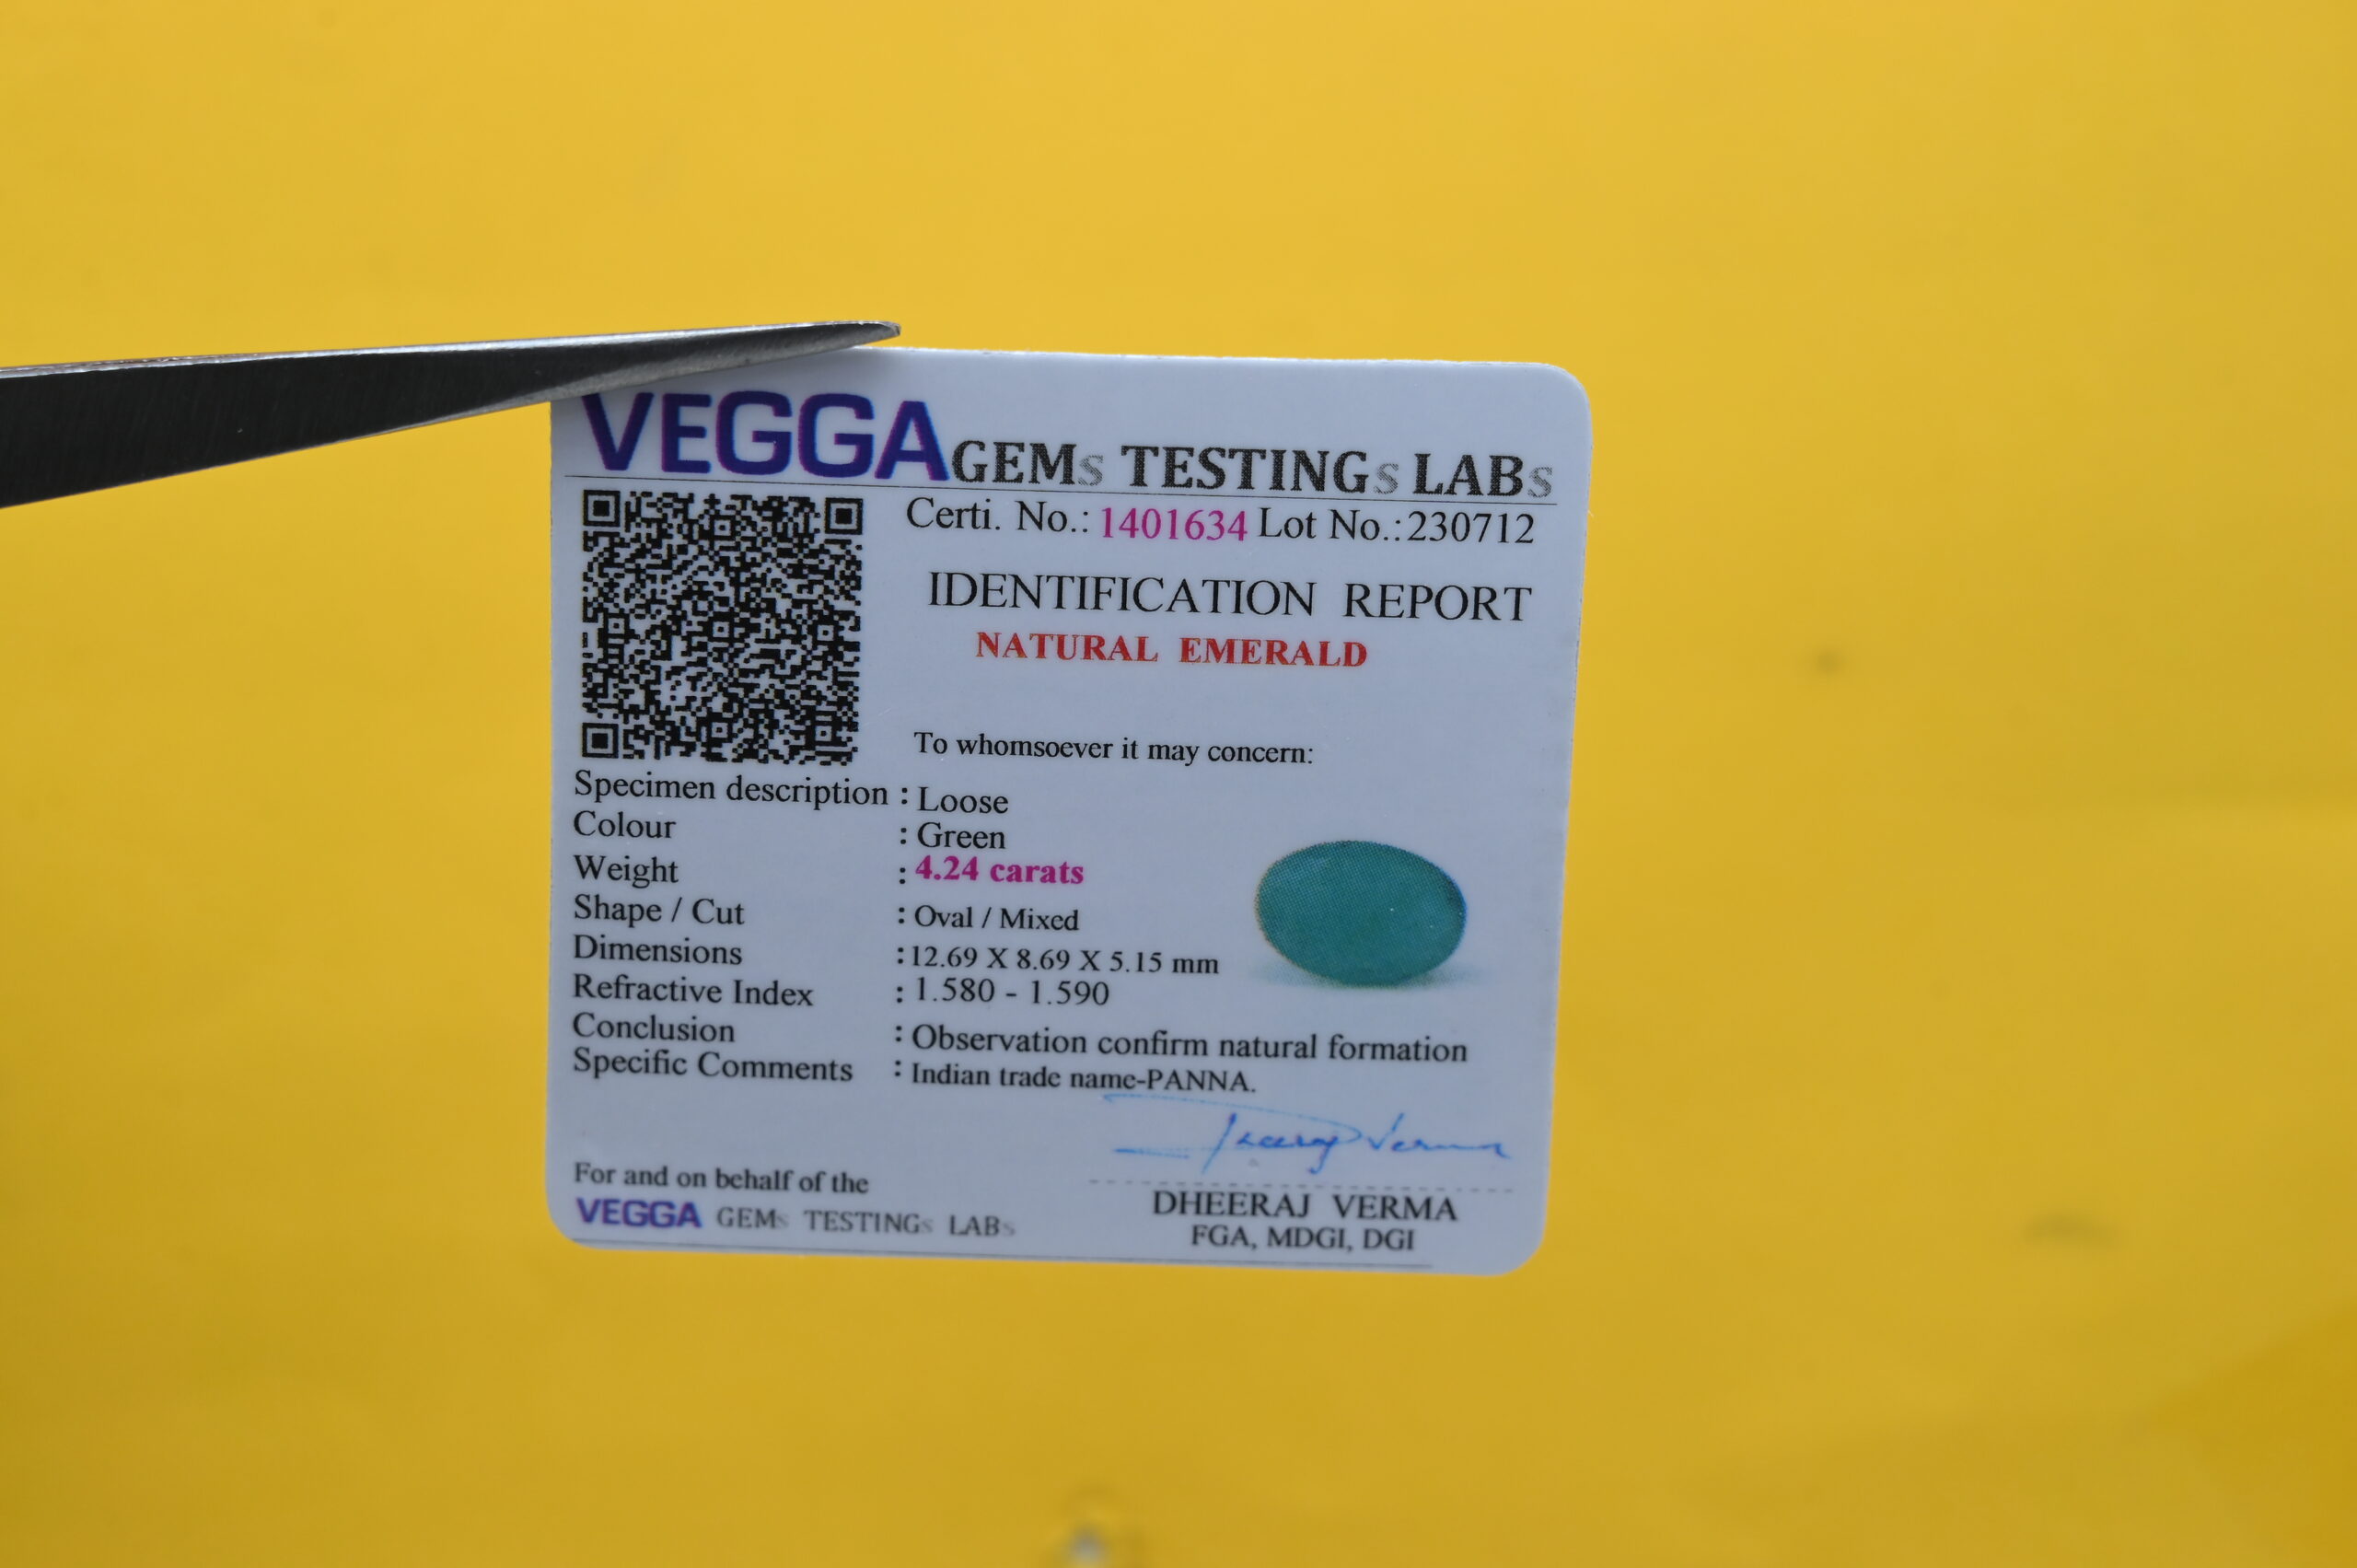 VEGGA GEMs TESTINGs LABs
Certi. No.: 1401634 Lot No.:230712
IDENTIFICATION REPORT
NATURAL EMERALD
To whomsoever it may concern:
Specimen description : Loose
Colour : Green
Weight : 4.24 carats
Shape / Cut : Oval / Mixed
Dimensions :12.69 X 8.69 X 5.15 mm
Refractive Index : 1.580 - 1.590
Conclusion : Observation confirm natural formation
Specific Comments : Indian trade name-PANNA.
Dheeraj Verma
For and on behalf of the
VEGGA GEMs TESTINGs LABs
DHEERAJ VERMA
FGA, MDGI, DGI